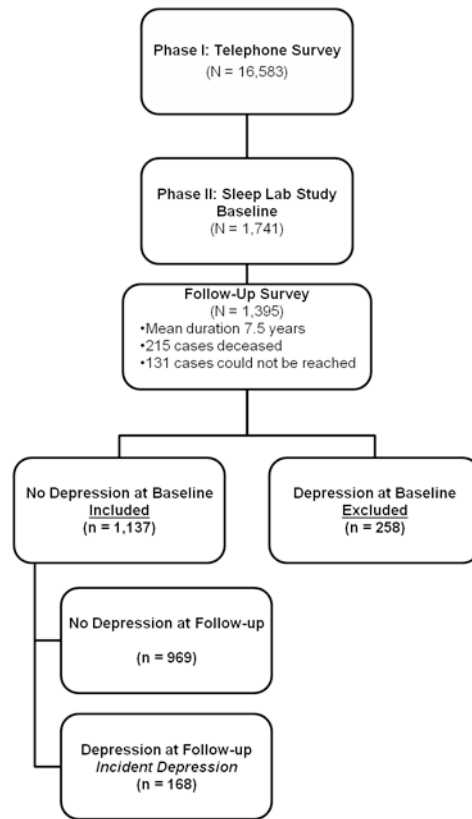 Phase I: Telephone Survey
(N = 16,583)
Phase II: Sleep Lab Study
Baseline
(N = 1,741)
Follow-Up Survey
(N = 1,395)
•Mean duration 7.5 years
•215 cases deceased
•131 cases could not be reached
No Depression at Baseline
Included
(n = 1,137)
Depression at Baseline
Excluded
(n = 258)
No Depression at Follow-up
(n = 969)
Depression at Follow-up
Incident Depression
(n = 168)